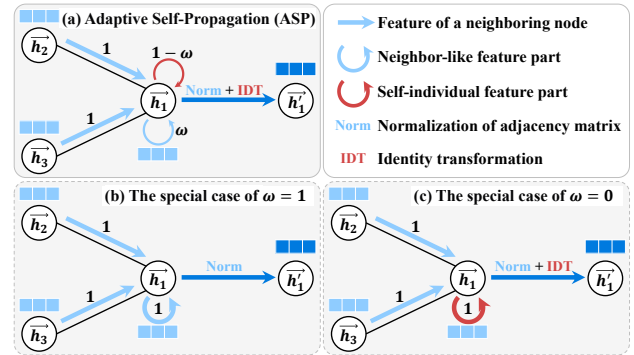 (a) Adaptive Self-Propagation (ASP)
h₂
1
1 − ω
h₁
Norm + IDT
h₁′
1
ω
h₃
Feature of a neighboring node
Neighbor-like feature part
Self-individual feature part
Norm Normalization of adjacency matrix
IDT Identity transformation
(b) The special case of ω = 1
h₂
1
h₁
Norm
h₁′
1
1
h₃
(c) The special case of ω = 0
h₂
1
h₁
Norm + IDT
h₁′
1
1
h₃